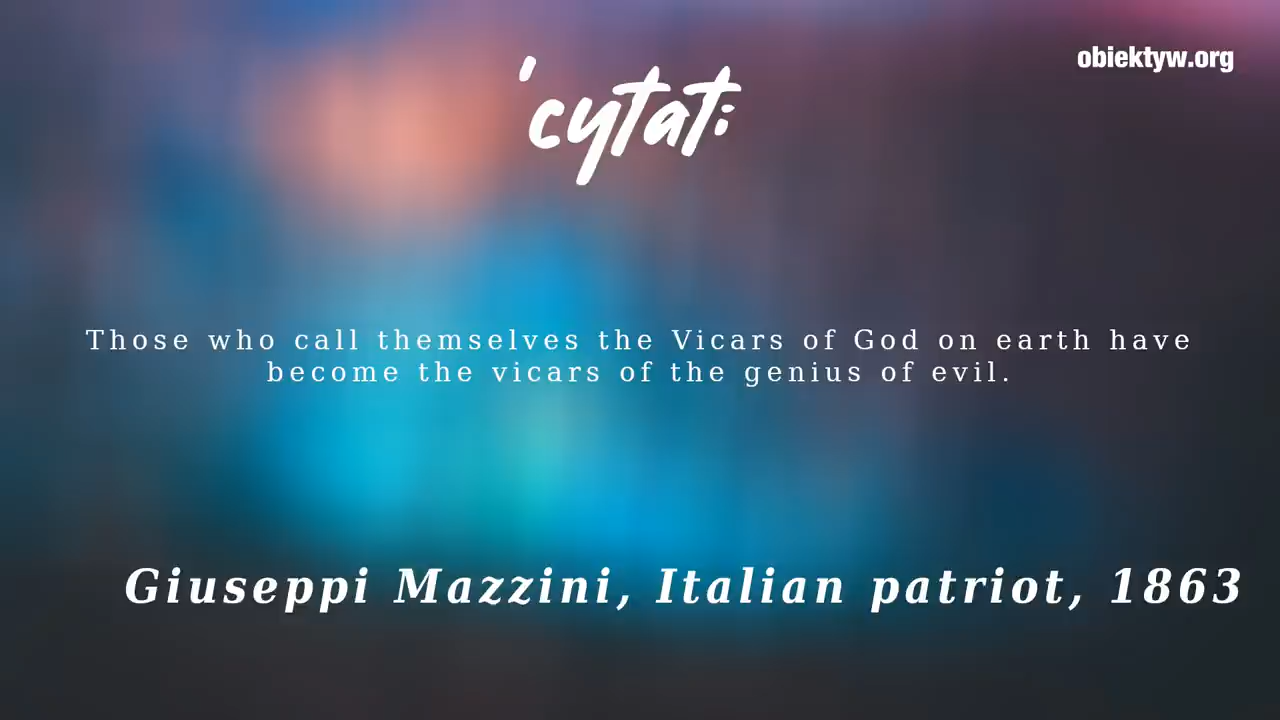 obiektyw.org
'cytat:
Those who call themselves the Vicars of God on earth have
become the vicars of the genius of evil.
Giuseppi Mazzini, Italian patriot, 1863